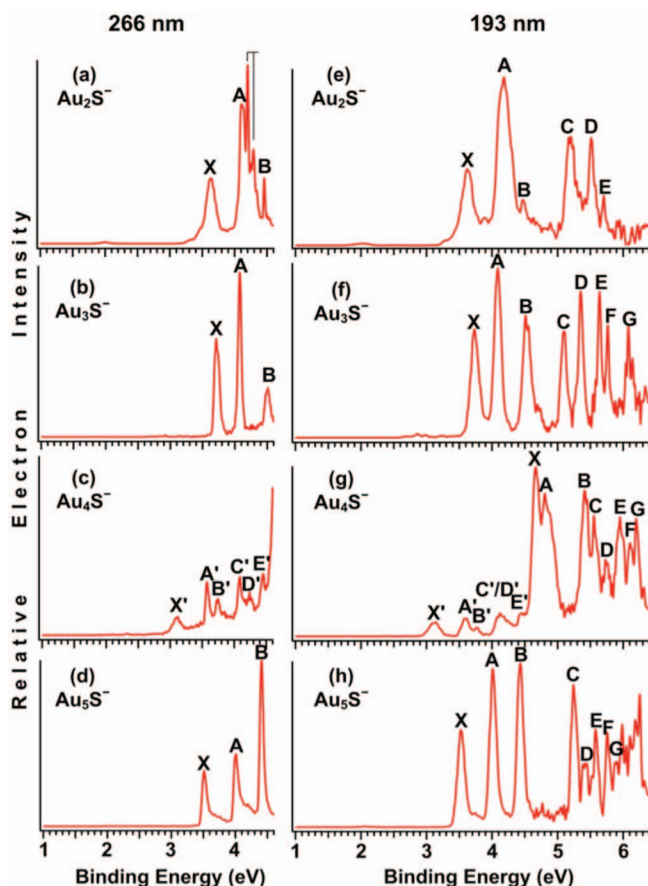 266 nm
193 nm
(a)
Au₂S⁻
X
A
B
(e)
Au₂S⁻
X
A
B
C
D
E
(b)
Au₃S⁻
X
A
B
(f)
Au₃S⁻
X
A
B
C
D
E
F
G
(c)
Au₄S⁻
X'
A'
B'
C'
D'
E'
(g)
Au₄S⁻
X'
A'
B'
C'/D'
E'
X
A
B
C
D
E
F
G
(d)
Au₅S⁻
X
A
B
(h)
Au₅S⁻
X
A
B
C
D
E
F
G
Relative Electron Intensity
1 2 3 4
1 2 3 4 5 6
Binding Energy (eV)
Binding Energy (eV)